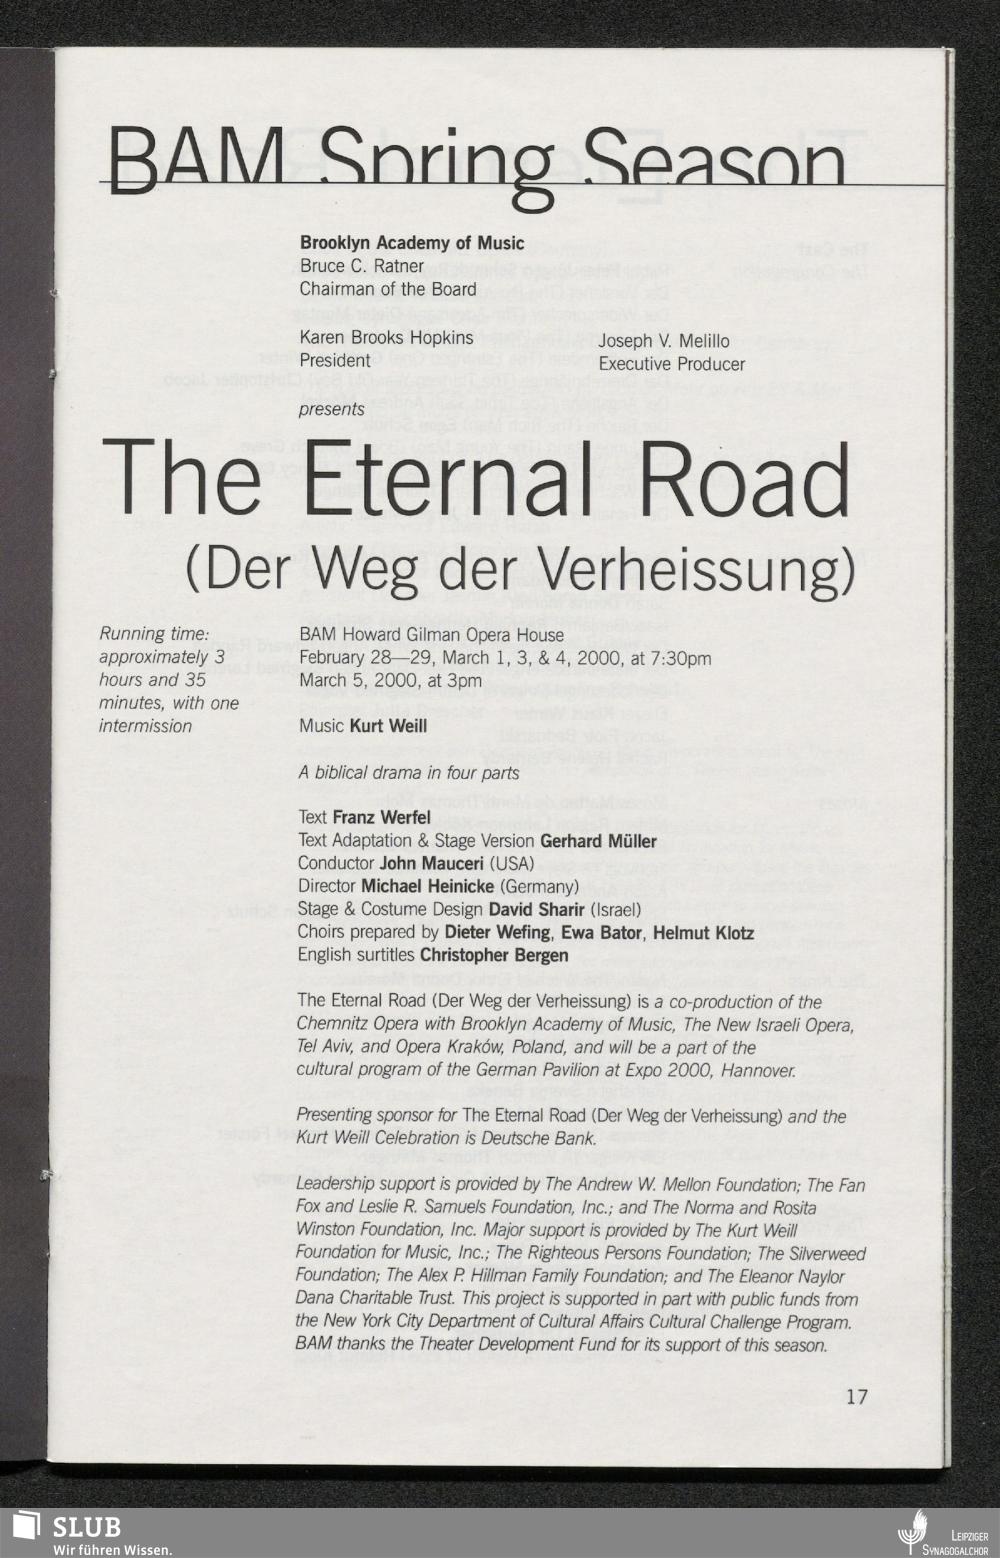 BAM Spring Season
Brooklyn Academy of Music
Bruce C. Ratner
Chairman of the Board
Karen Brooks Hopkins
President
Joseph V. Melillo
Executive Producer
presents
The Eternal Road
(Der Weg der Verheissung)
Running time:
approximately 3
hours and 35
minutes, with one
intermission
BAM Howard Gilman Opera House
February 28—29, March 1, 3, & 4, 2000, at 7:30pm
March 5, 2000, at 3pm
Music Kurt Weill
A biblical drama in four parts
Text Franz Werfel
Text Adaptation & Stage Version Gerhard Müller
Conductor John Mauceri (USA)
Director Michael Heinicke (Germany)
Stage & Costume Design David Sharir (Israel)
Choirs prepared by Dieter Wefing, Ewa Bator, Helmut Klotz
English surtitles Christopher Bergen
The Eternal Road (Der Weg der Verheissung) is a co-production of the
Chemnitz Opera with Brooklyn Academy of Music, The New Israeli Opera,
Tel Aviv, and Opera Kraków, Poland, and will be a part of the
cultural program of the German Pavilion at Expo 2000, Hannover.
Presenting sponsor for The Eternal Road (Der Weg der Verheissung) and the
Kurt Weill Celebration is Deutsche Bank.
Leadership support is provided by The Andrew W. Mellon Foundation; The Fan
Fox and Leslie R. Samuels Foundation, Inc.; and The Norma and Rosita
Winston Foundation, Inc. Major support is provided by The Kurt Weill
Foundation for Music, Inc.; The Righteous Persons Foundation; The Silverweed
Foundation; The Alex P. Hillman Family Foundation; and The Eleanor Naylor
Dana Charitable Trust. This project is supported in part with public funds from
the New York City Department of Cultural Affairs Cultural Challenge Program.
BAM thanks the Theater Development Fund for its support of this season.
17
SLUB
Wir führen Wissen.
LEIPZIGER
SYNAGOGALCHOR